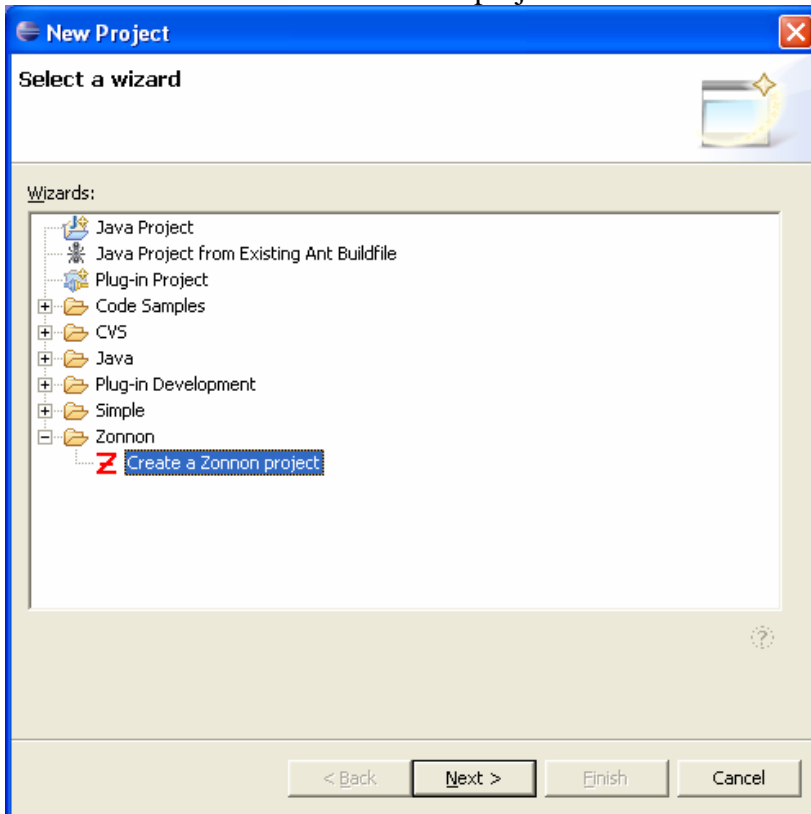 New Project
Select a wizard
Wizards:
Java Project
Java Project from Existing Ant Buildfile
Plug-in Project
Code Samples
CVS
Java
Plug-in Development
Simple
Zonnon
Create a Zonnon project
< Back Next > Finish Cancel